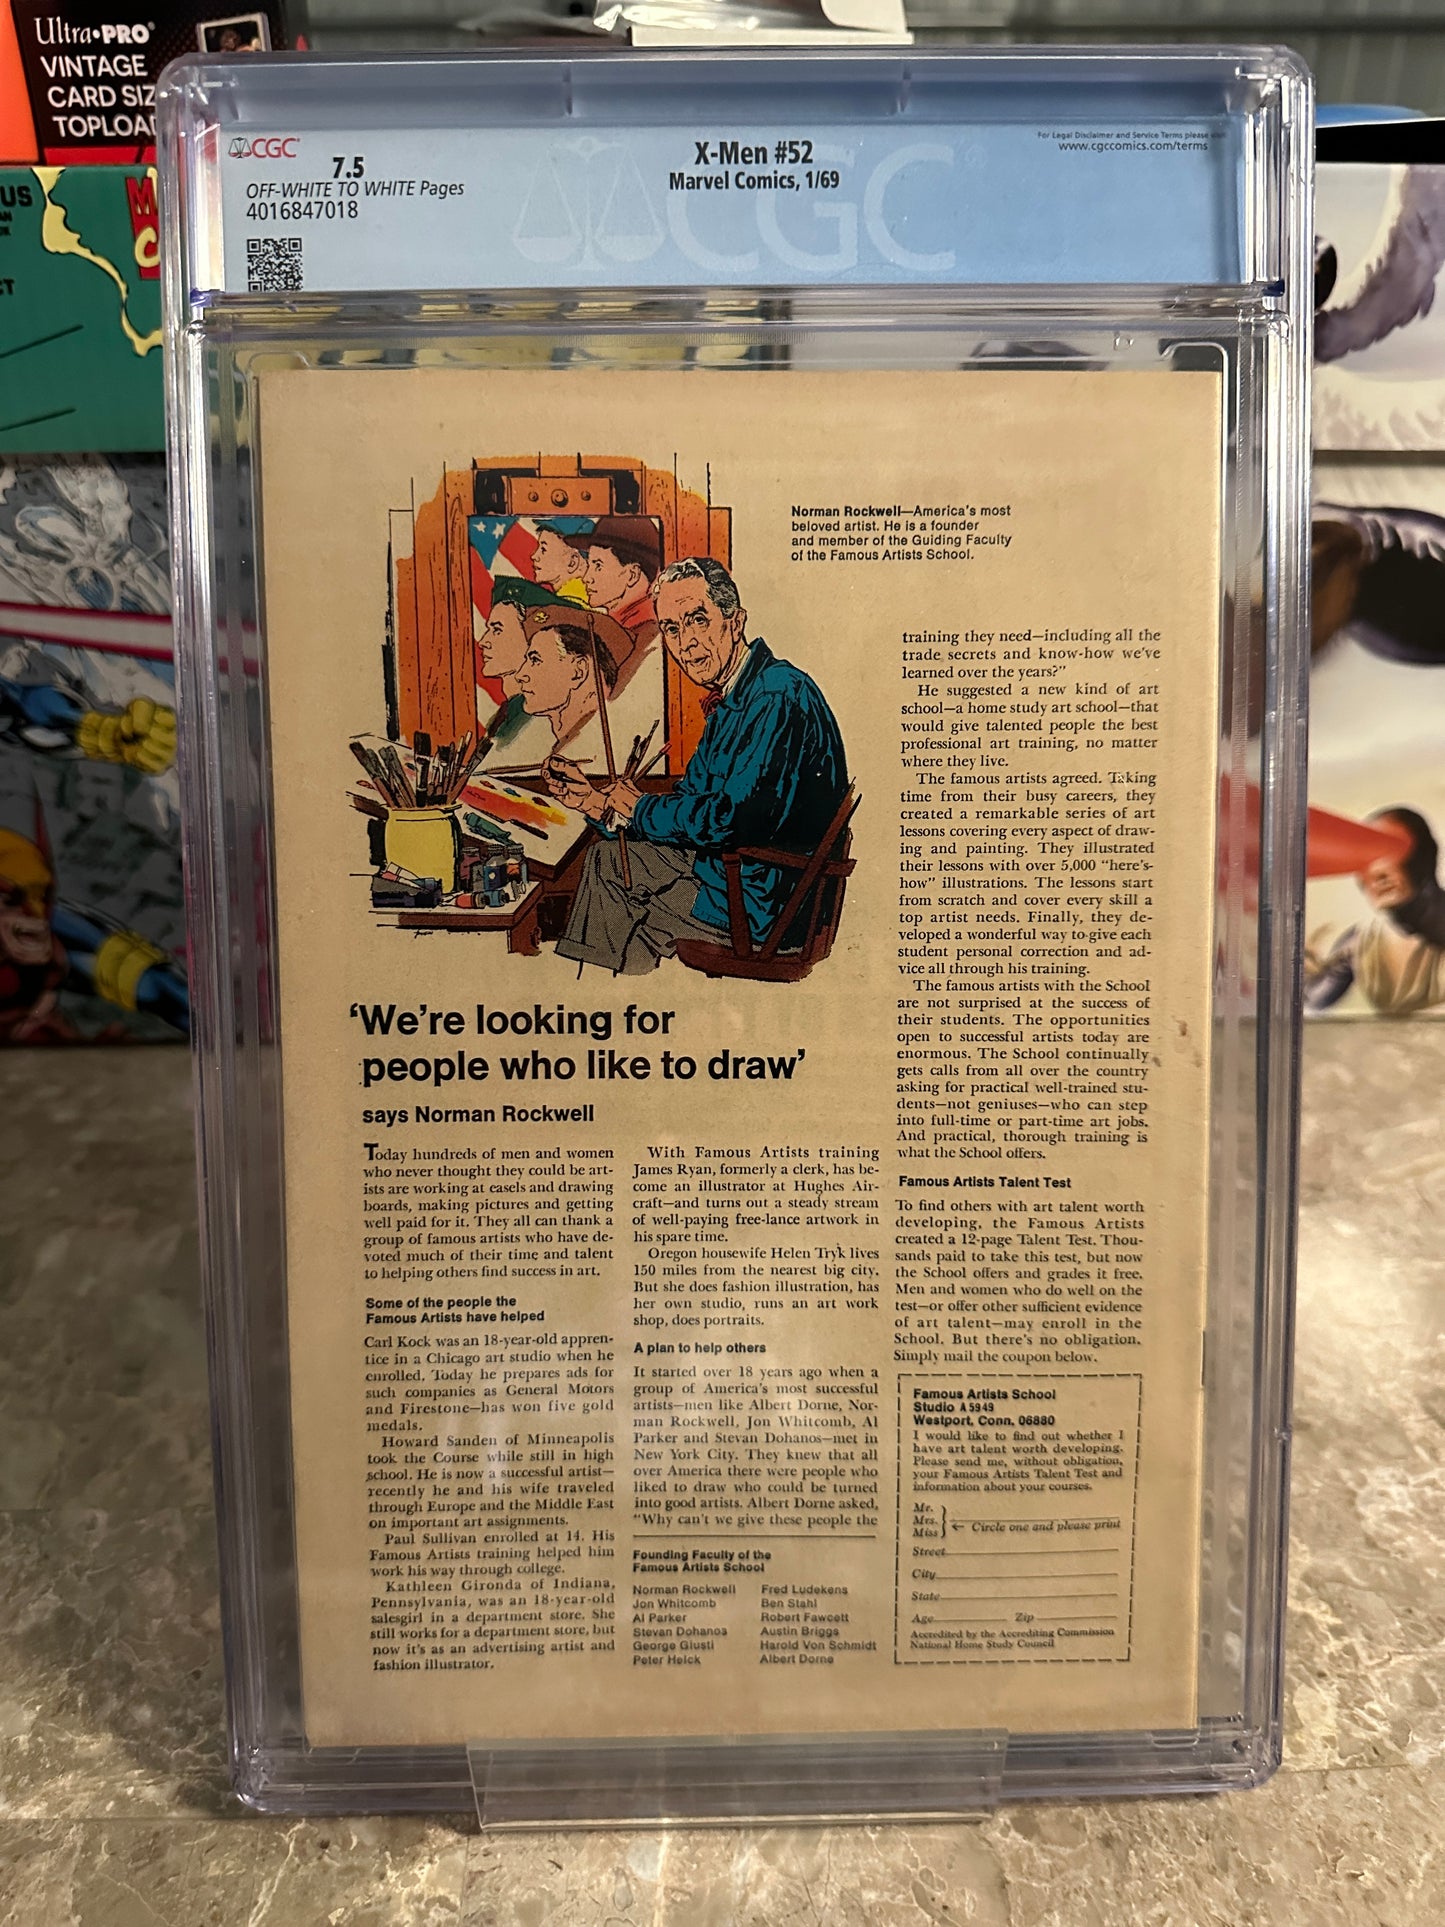 Ultra•PRO®
VINTAGE
CARD SIZ
TOPLOA
US
CT
CGC
7.5
OFF-WHITE TO WHITE Pages
4016847018
X-Men #52
Marvel Comics, 1/69
CGC
For Legal Disclaimer and Service Terms please
www.cgccomics.com/terms
Norman Rockwell—America's most
beloved artist. He is a founder
and member of the Guiding Faculty
of the Famous Artists School.
'We're looking for
people who like to draw'
says Norman Rockwell
Today hundreds of men and women
who never thought they could be art-
ists are working at easels and drawing
boards, making pictures and getting
well paid for it. They all can thank a
group of famous artists who have de-
voted much of their time and talent
to helping others find success in art.
Some of the people the
Famous Artists have helped
Carl Kock was an 18-year-old appren-
tice in a Chicago art studio when he
enrolled. Today he prepares ads for
such companies as General Motors
and Firestone—has won five gold
medals.
Howard Sanden of Minneapolis
took the Course while still in high
school. He is now a successful artist—
recently he and his wife traveled
through Europe and the Middle East
on important art assignments.
Paul Sullivan enrolled at 14. His
Famous Artists training helped him
work his way through college.
Kathleen Gironda of Indiana,
Pennsylvania, was an 18-year-old
salesgirl in a department store. She
still works for a department store, but
now it's as an advertising artist and
fashion illustrator.
With Famous Artists training
James Ryan, formerly a clerk, has be-
come an illustrator at Hughes Air-
craft—and turns out a steady stream
of well-paying free-lance artwork in
his spare time.
Oregon housewife Helen Tryk lives
150 miles from the nearest big city.
But she does fashion illustration, has
her own studio, runs an art work
shop, does portraits.
A plan to help others
It started over 18 years ago when a
group of America's most successful
artists—men like Albert Dorne, Nor-
man Rockwell, Jon Whitcomb, Al
Parker and Stevan Dohanos—met in
New York City. They knew that all
over America there were people who
liked to draw who could be turned
into good artists. Albert Dorne asked,
"Why can't we give these people the
Founding Faculty of the
Famous Artists School
Norman Rockwell
Jon Whitcomb
Al Parker
Stevan Dohanos
George Giusti
Peter Helck
Fred Ludekens
Ben Stahl
Robert Fawcett
Austin Briggs
Harold Von Schmidt
Albert Dorne
training they need—including all the
trade secrets and know-how we've
learned over the years?"
He suggested a new kind of art
school—a home study art school—that
would give talented people the best
professional art training, no matter
where they live.
The famous artists agreed. Taking
time from their busy careers, they
created a remarkable series of art
lessons covering every aspect of draw-
ing and painting. They illustrated
their lessons with over 5,000 "here's-
how" illustrations. The lessons start
from scratch and cover every skill a
top artist needs. Finally, they de-
veloped a wonderful way to give each
student personal correction and ad-
vice all through his training.
The famous artists with the School
are not surprised at the success of
their students. The opportunities
open to successful artists today are
enormous. The School continually
gets calls from all over the country
asking for practical well-trained stu-
dents—not geniuses—who can step
into full-time or part-time art jobs.
And practical, thorough training is
what the School offers.
Famous Artists Talent Test
To find others with art talent worth
developing, the Famous Artists
created a 12-page Talent Test. Thou-
sands paid to take this test, but now
the School offers and grades it free.
Men and women who do well on the
test—or offer other sufficient evidence
of art talent—may enroll in the
School. But there's no obligation.
Simply mail the coupon below.
Famous Artists School
Studio A5949
Westport, Conn. 06880
I would like to find out whether I
have art talent worth developing.
Please send me, without obligation,
your Famous Artists Talent Test and
information about your courses.
Mr.
Mrs.
Miss
← Circle one and please print
Street
City
State
Age Zip
Accredited by the Accrediting Commission
National Home Study Council